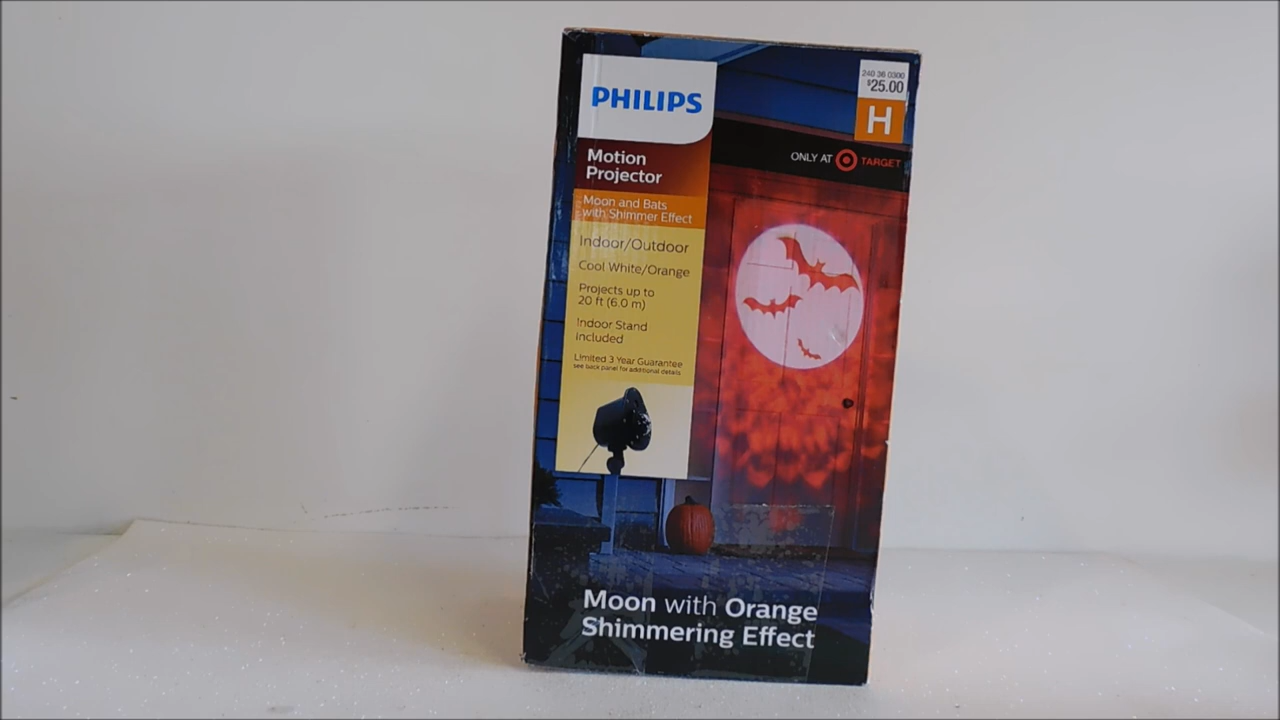 PHILIPS
240 36 0300
$25.00
H
ONLY AT TARGET
Motion
Projector
Moon and Bats
with Shimmer Effect
Indoor/Outdoor
Cool White/Orange
Projects up to
20 ft (6.0 m)
Indoor Stand
included
Limited 3 Year Guarantee
see back panel for additional details
Moon with Orange
Shimmering Effect